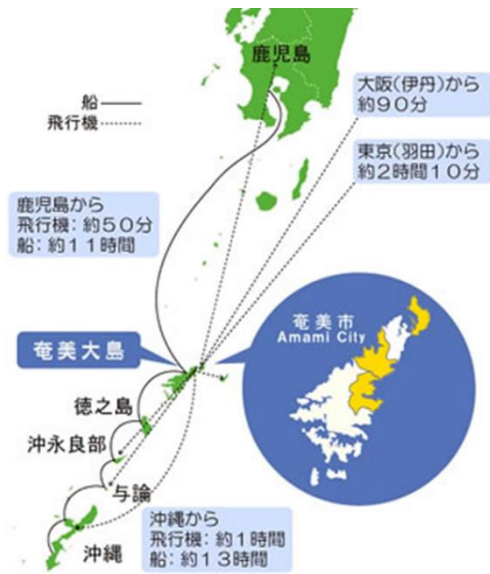 鹿児島
船
飛行機
大阪(伊丹)から
約90分
東京(羽田)から
約2時間10分
鹿児島から
飛行機:約50分
船:約11時間
奄美市
Amami City
奄美大島
徳之島
沖永良部
与論
沖縄から
飛行機:約1時間
船:約13時間
沖縄